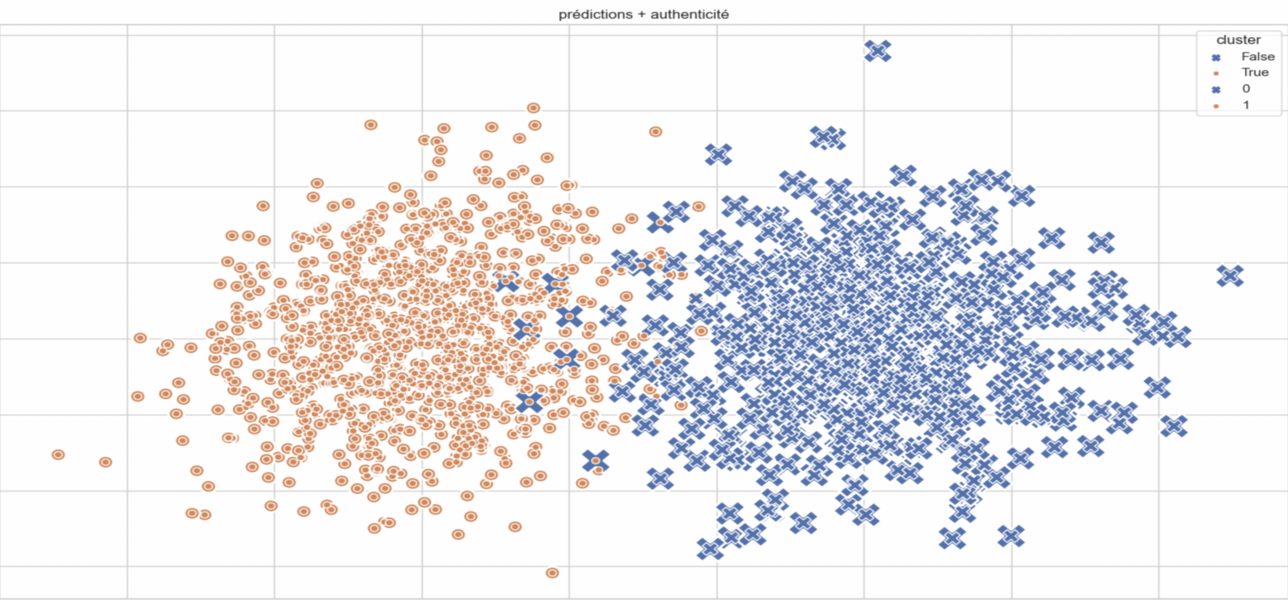 prédictions + authenticité
cluster
False
True
0
1